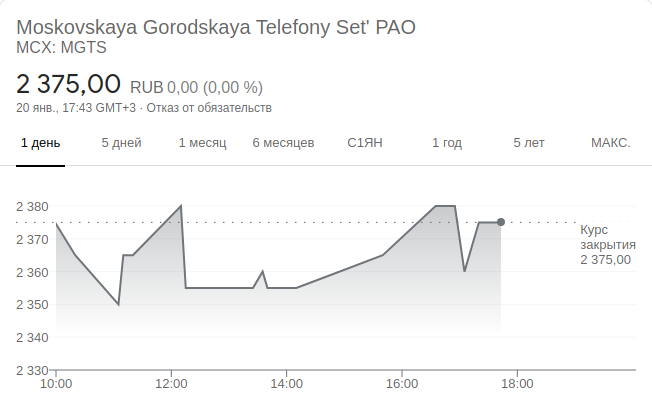 Moskovskaya Gorodskaya Telefony Set' PAO
MCX: MGTS
2 375,00 RUB 0,00 (0,00 %)
20 янв., 17:43 GMT+3 · Отказ от обязательств
1 день 5 дней 1 месяц 6 месяцев С1ЯН 1 год 5 лет МАКС.
2 380
2 370
2 360
2 350
2 340
2 330
Курс
закрытия
2 375,00
10:00 12:00 14:00 16:00 18:00